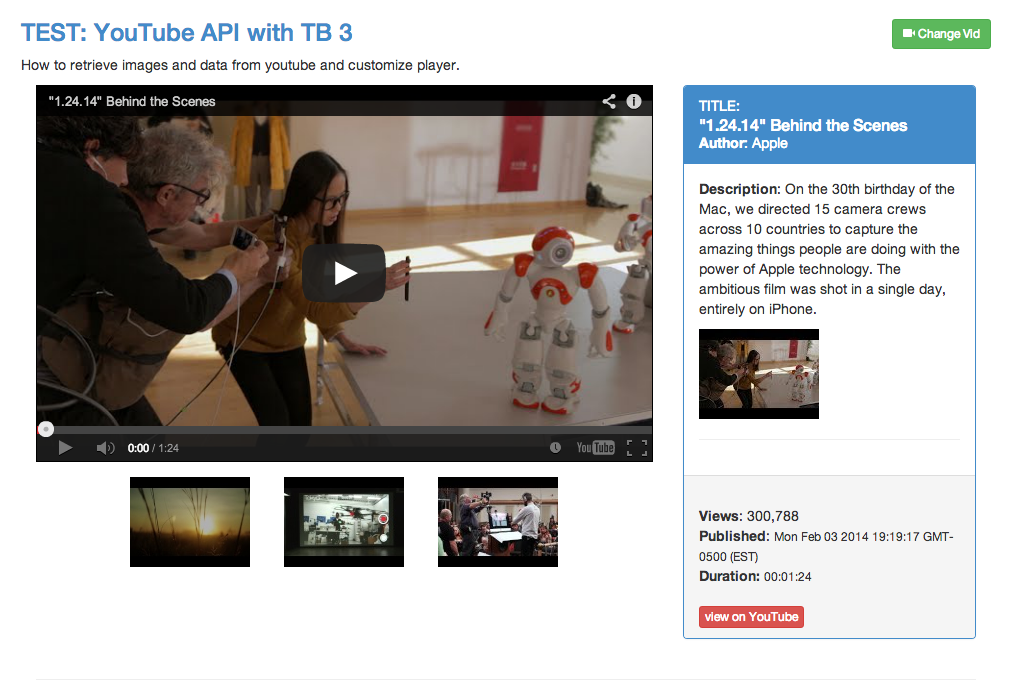 TEST: YouTube API with TB 3
Change Vid
How to retrieve images and data from youtube and customize player.
"1.24.14" Behind the Scenes
0:00 / 1:24
YouTube
TITLE:
"1.24.14" Behind the Scenes
Author: Apple
Description: On the 30th birthday of the
Mac, we directed 15 camera crews
across 10 countries to capture the
amazing things people are doing with the
power of Apple technology. The
ambitious film was shot in a single day,
entirely on iPhone.
Views: 300,788
Published: Mon Feb 03 2014 19:19:17 GMT-
0500 (EST)
Duration: 00:01:24
view on YouTube